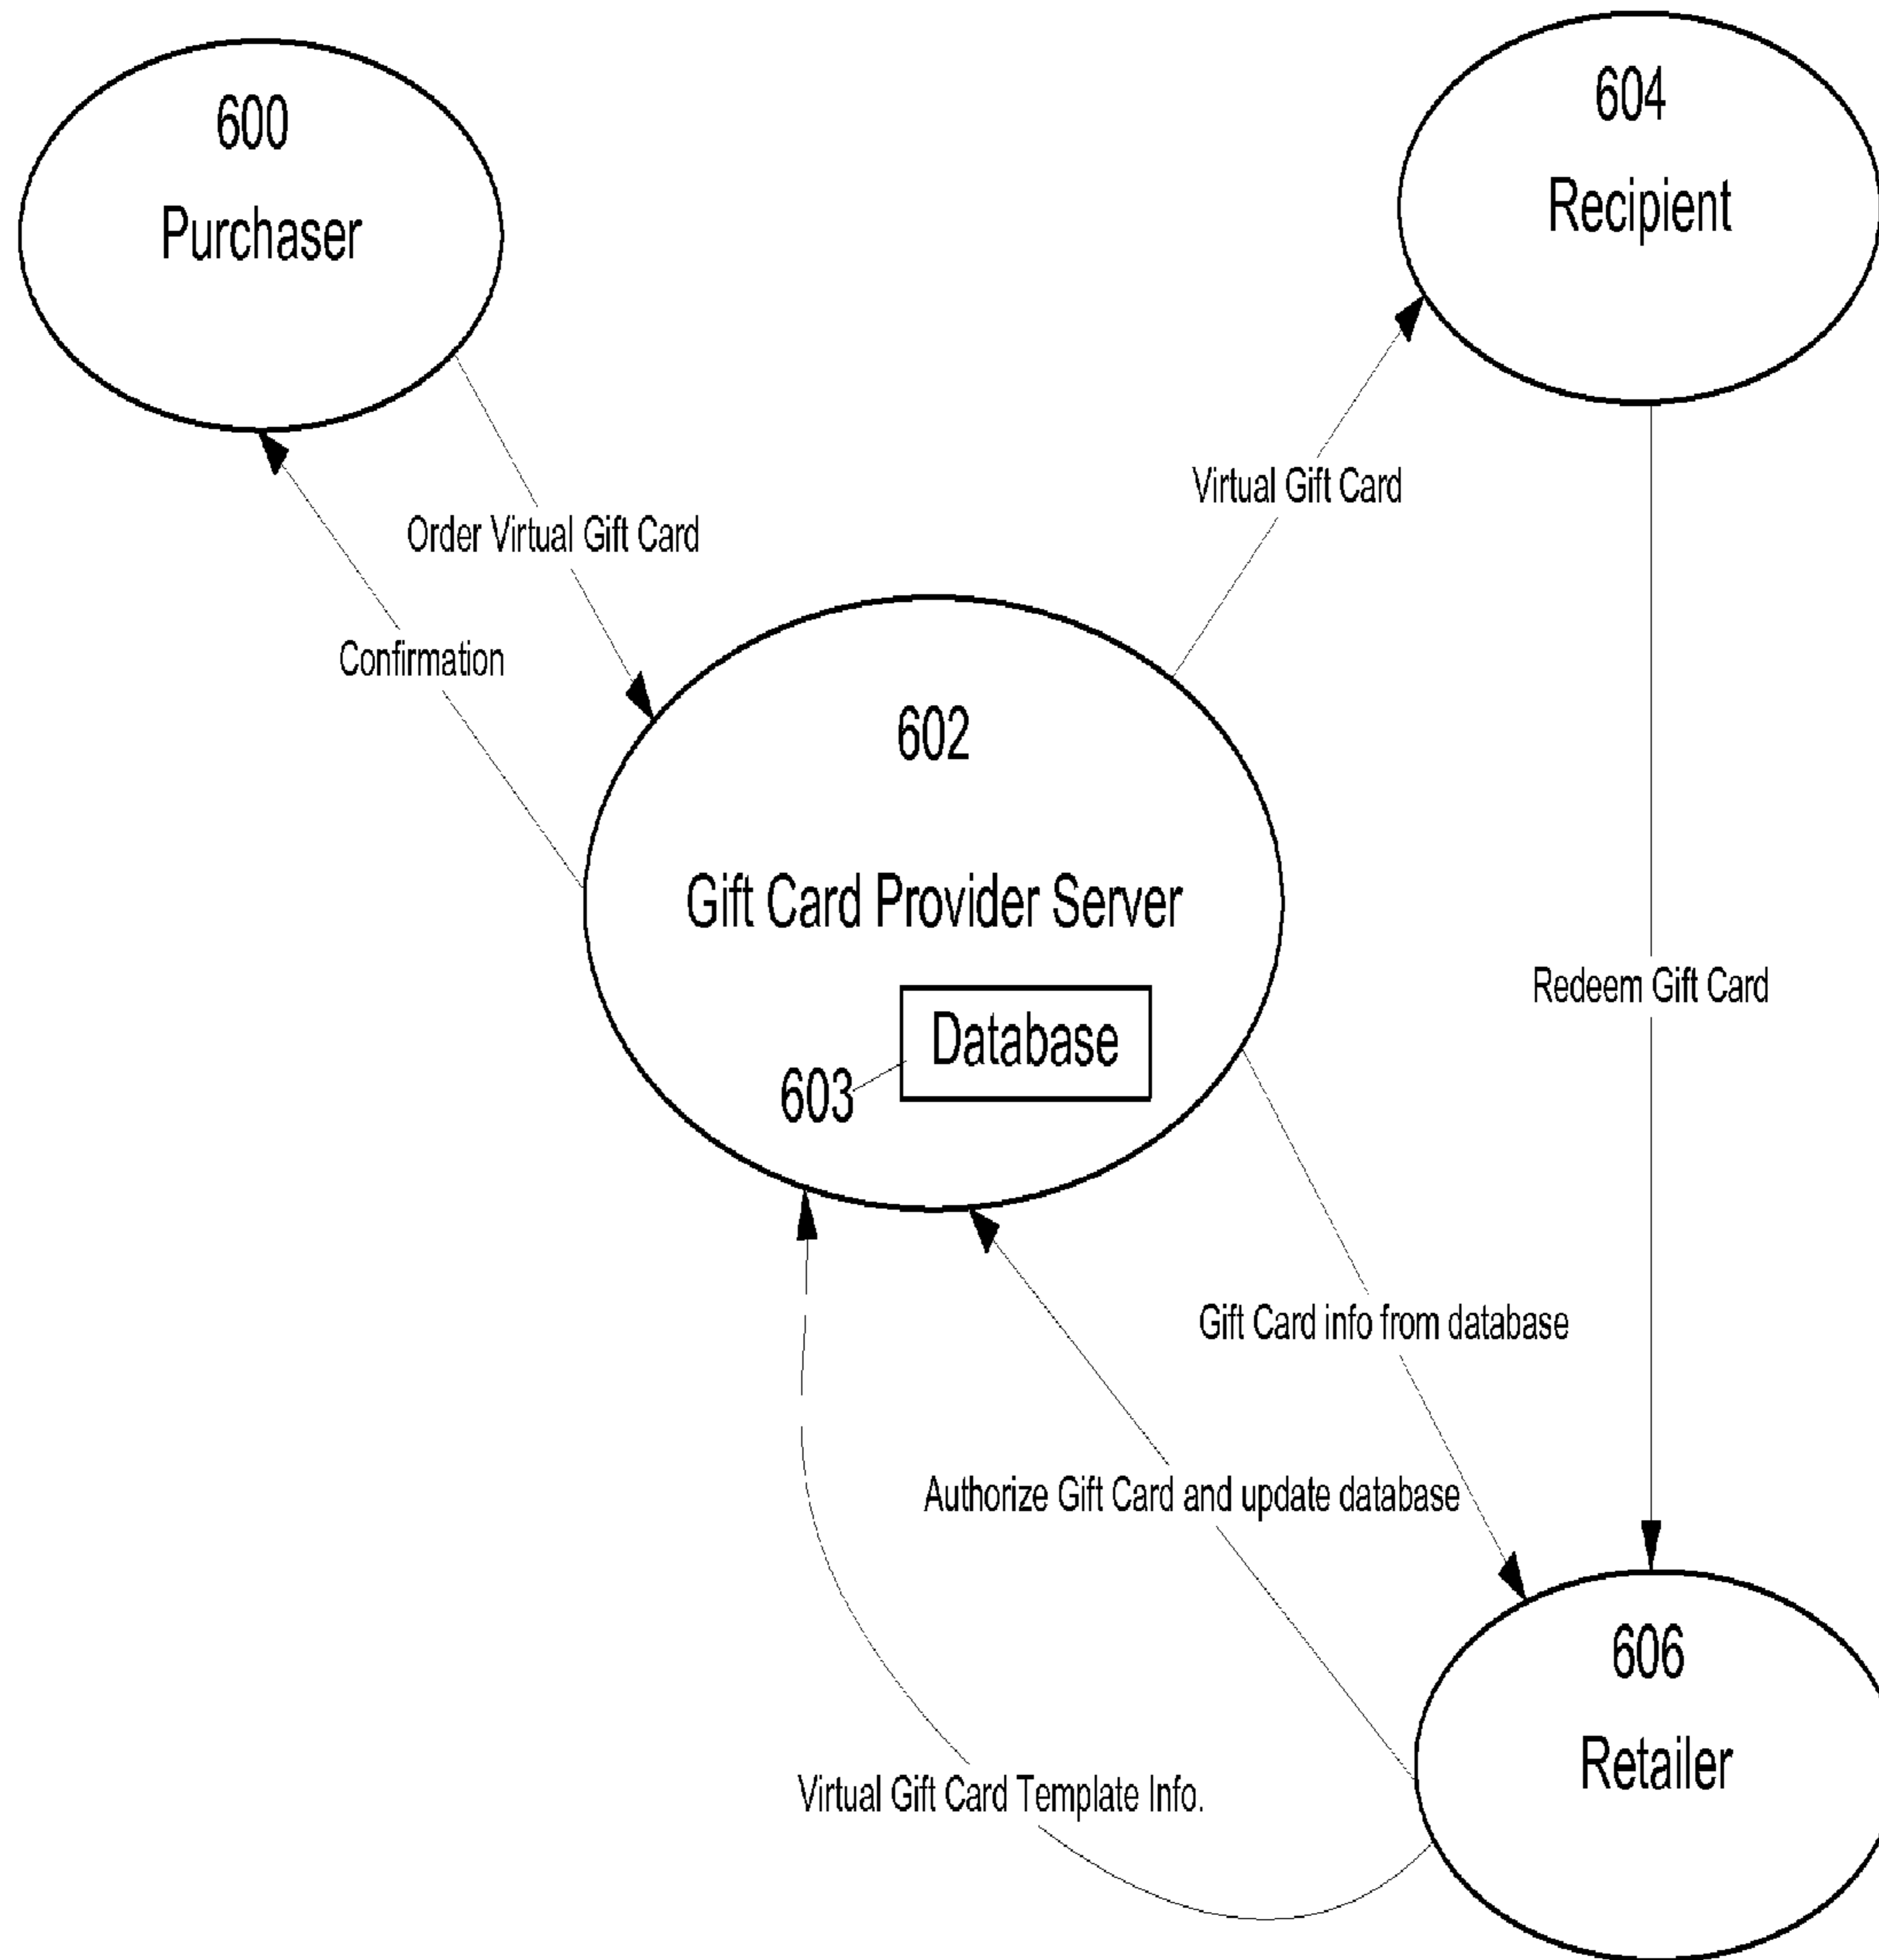 600
Purchaser
604
Recipient
Virtual Gift Card
Order Virtual Gift Card
Confirmation
602
Gift Card Provider Server
Database
603
Redeem Gift Card
Gift Card info from database
Authorize Gift Card and update database
606
Retailer
Virtual Gift Card Template Info.